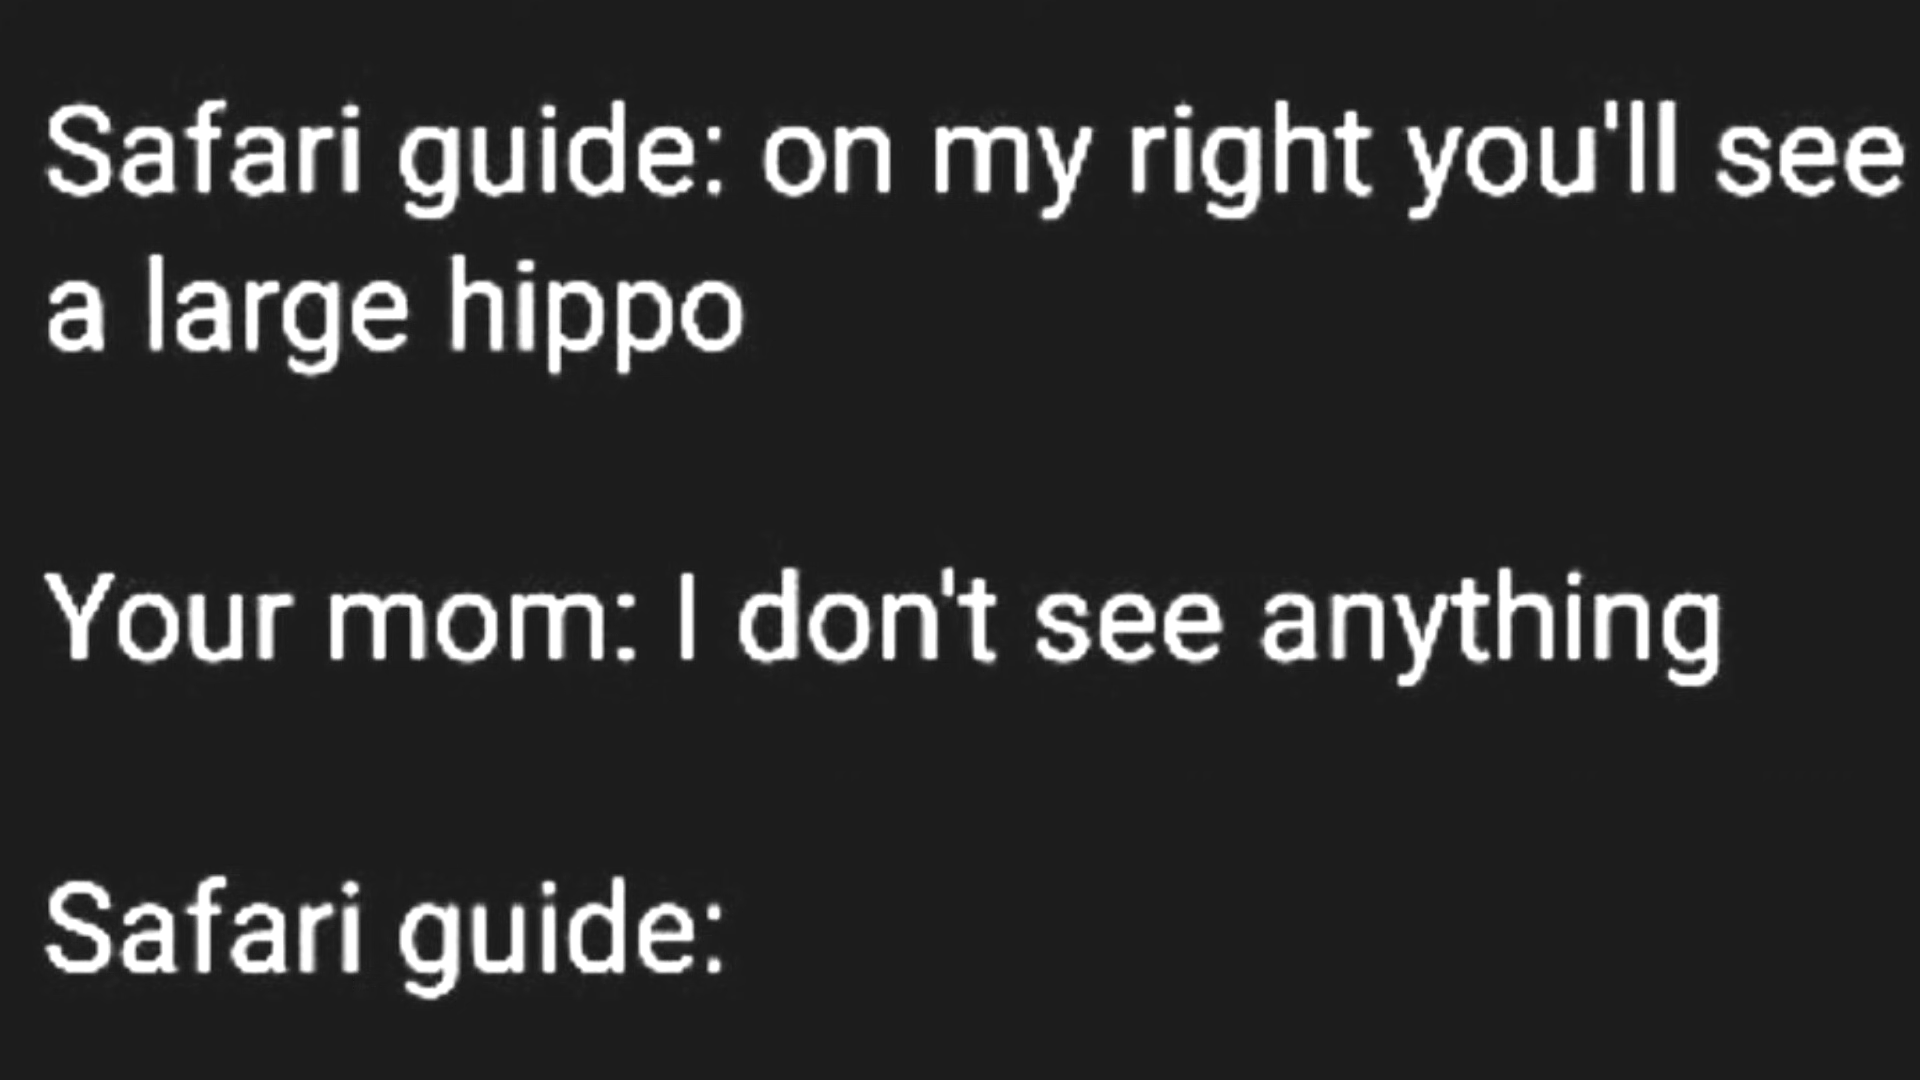 Safari guide: on my right you'll see
a large hippo
Your mom: I don't see anything
Safari guide: